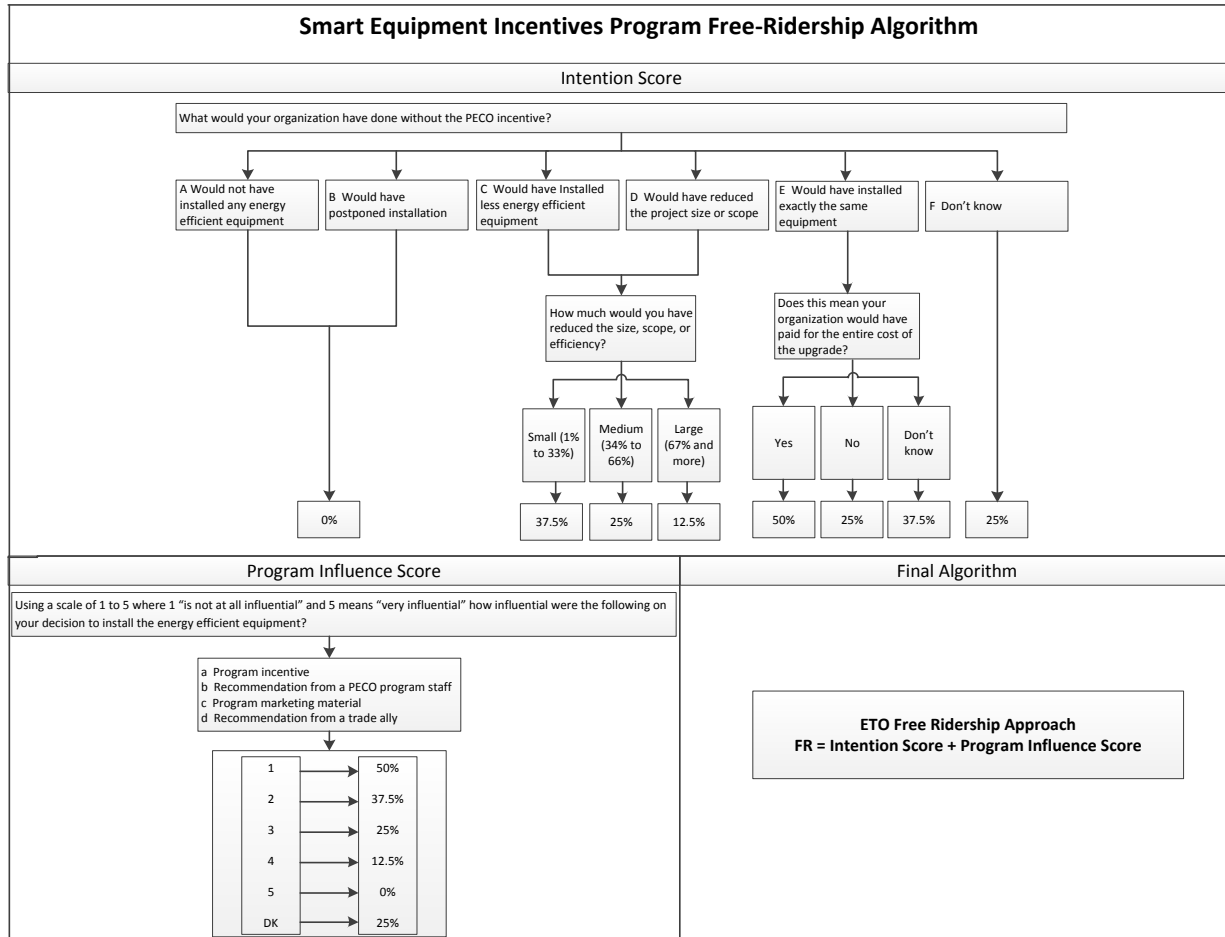 Smart Equipment Incentives Program Free-Ridership Algorithm
Intention Score
What would your organization have done without the PECO incentive?
A Would not have
installed any energy
efficient equipment
B  Would have
postponed installation
C  Would have Installed
less energy efficient
equipment
D  Would have reduced
the project size or scope
E  Would have installed
exactly the same
equipment
F  Don’t know
How much would you have
reduced the size, scope, or
efficiency?
Does this mean your
organization would have
paid for the entire cost of
the upgrade?
Small (1%
to 33%)
Medium
(34% to
66%)
Large
(67% and
more)
Yes
No
Don’t
know
0%
37.5%
25%
12.5%
50%
25%
37.5%
25%
Program Influence Score
Using a scale of 1 to 5 where 1 “is not at all influential” and 5 means “very influential” how influential were the following on
your decision to install the energy efficient equipment?
a  Program incentive
b  Recommendation from a PECO program staff
c  Program marketing material
d  Recommendation from a trade ally
1 50%
2 37.5%
3 25%
4 12.5%
5 0%
DK 25%
Final Algorithm
ETO Free Ridership Approach
FR = Intention Score + Program Influence Score